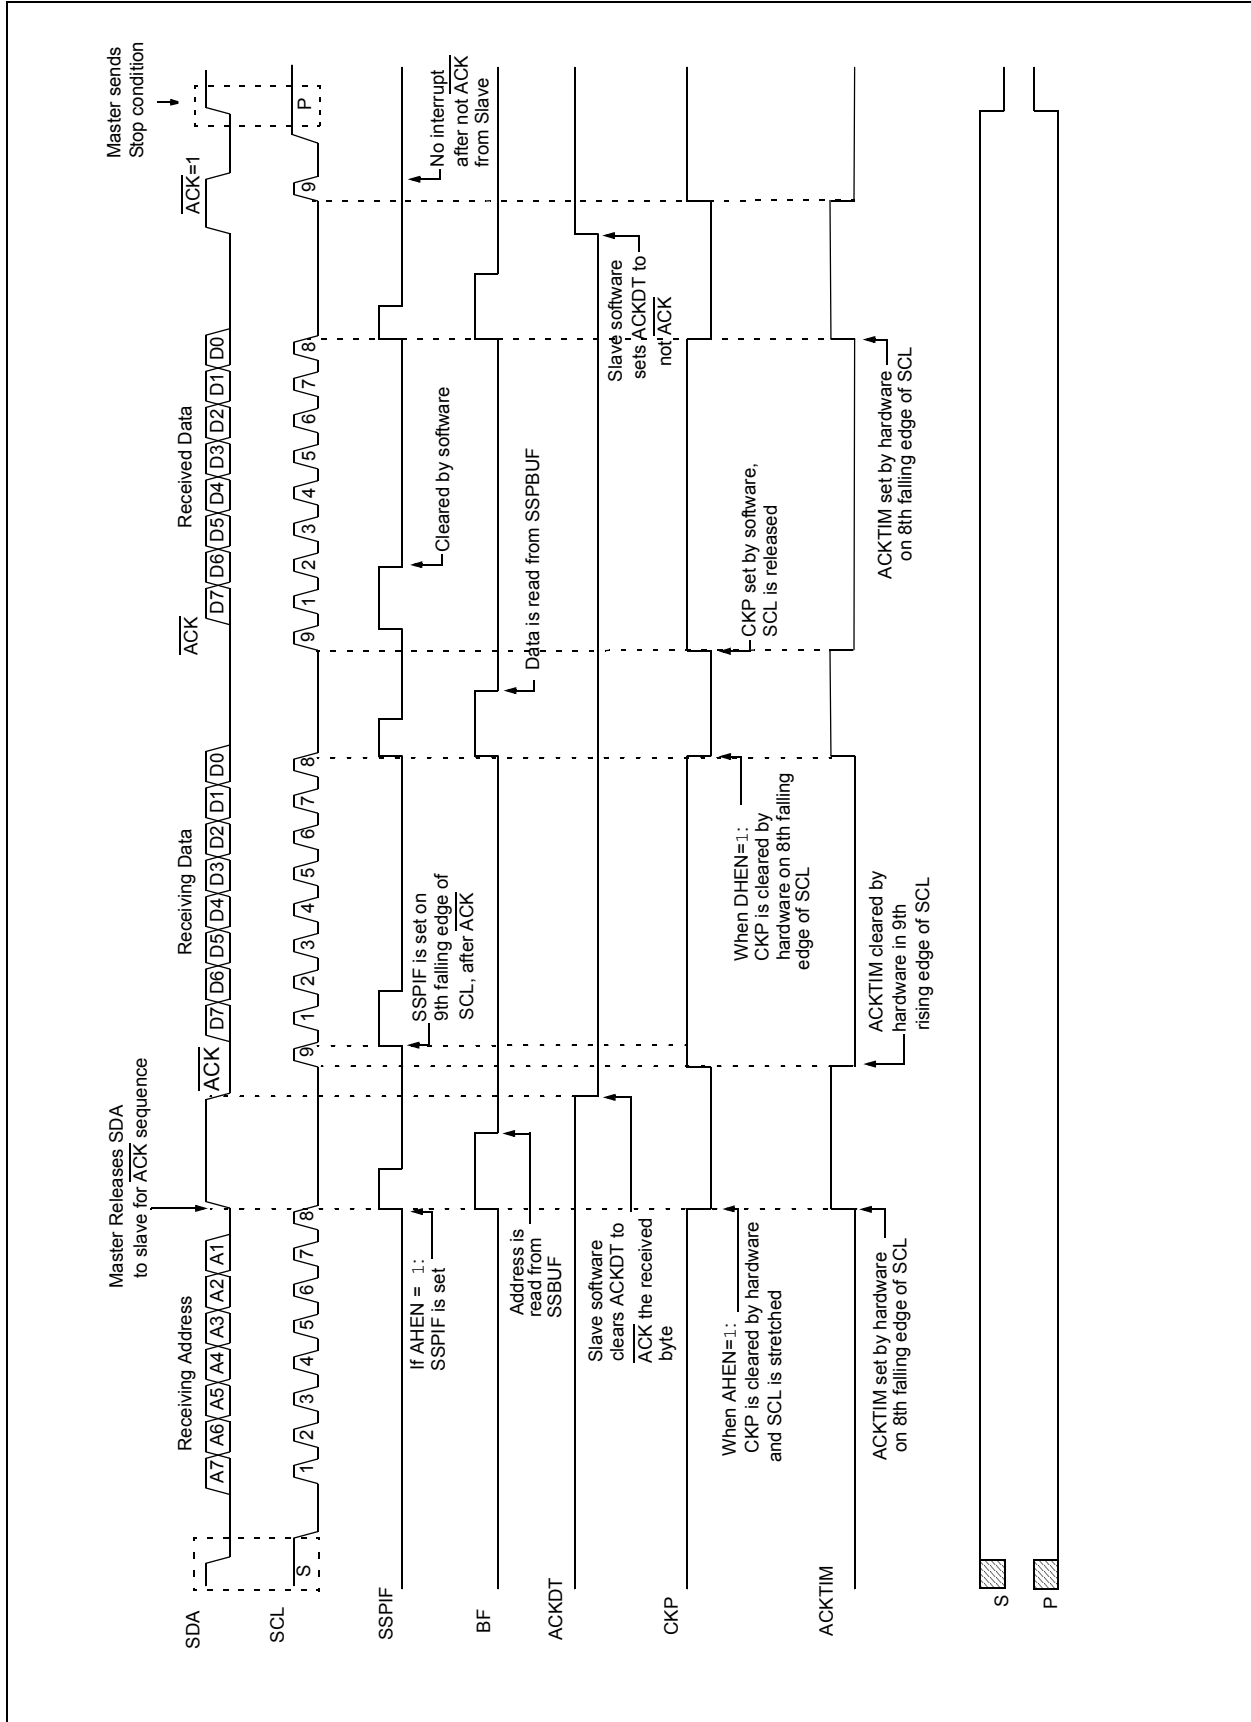 Master Releases SDA
to slave for ACK sequence
Master sends
Stop condition
Receiving Address
Receiving Data
Received Data
ACK
ACK
ACK=1
SDA
A7 A6 A5 A4 A3 A2 A1
D7 D6 D5 D4 D3 D2 D1 D0
D7 D6 D5 D4 D3 D2 D1 D0
SCL
S
1 2 3 4 5 6 7 8
9
1 2 3 4 5 6 7 8
9
1 2 3 4 5 6 7 8
9
P
SSPIF
If AHEN = 1:
SSPIF is set
SSPIF is set on
9th falling edge of
SCL, after ACK
Cleared by software
No interrupt
after not ACK
from Slave
BF
Address is
read from
SSBUF
Data is read from SSPBUF
ACKDT
Slave software
clears ACKDT to
ACK the received
byte
Slave software
sets ACKDT to
not ACK
CKP
When AHEN=1:
CKP is cleared by hardware
and SCL is stretched
When DHEN=1:
CKP is cleared by
hardware on 8th falling
edge of SCL
CKP set by software,
SCL is released
ACKTIM
ACKTIM set by hardware
on 8th falling edge of SCL
ACKTIM cleared by
hardware in 9th
rising edge of SCL
ACKTIM set by hardware
on 8th falling edge of SCL
S
P